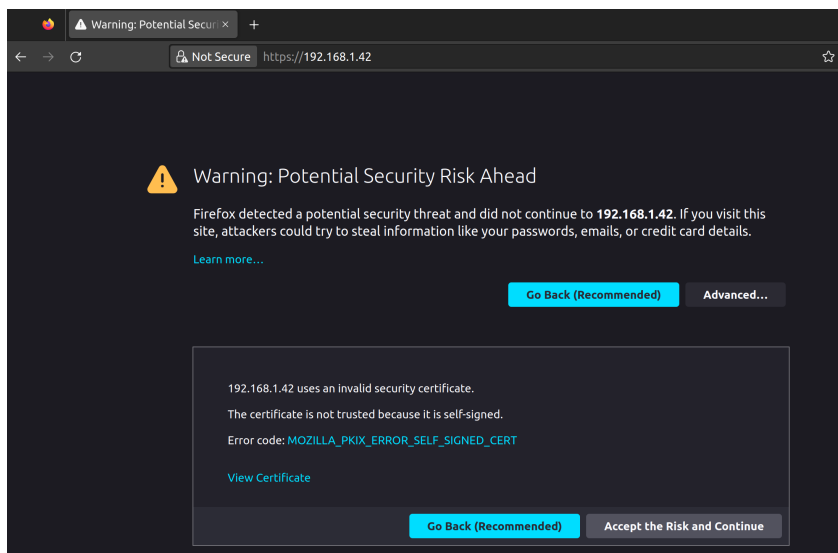 Warning: Potential Securi
Not Secure https://192.168.1.42
Warning: Potential Security Risk Ahead
Firefox detected a potential security threat and did not continue to 192.168.1.42. If you visit this
site, attackers could try to steal information like your passwords, emails, or credit card details.
Learn more…
Go Back (Recommended) Advanced…
192.168.1.42 uses an invalid security certificate.
The certificate is not trusted because it is self-signed.
Error code: MOZILLA_PKIX_ERROR_SELF_SIGNED_CERT
View Certificate
Go Back (Recommended) Accept the Risk and Continue